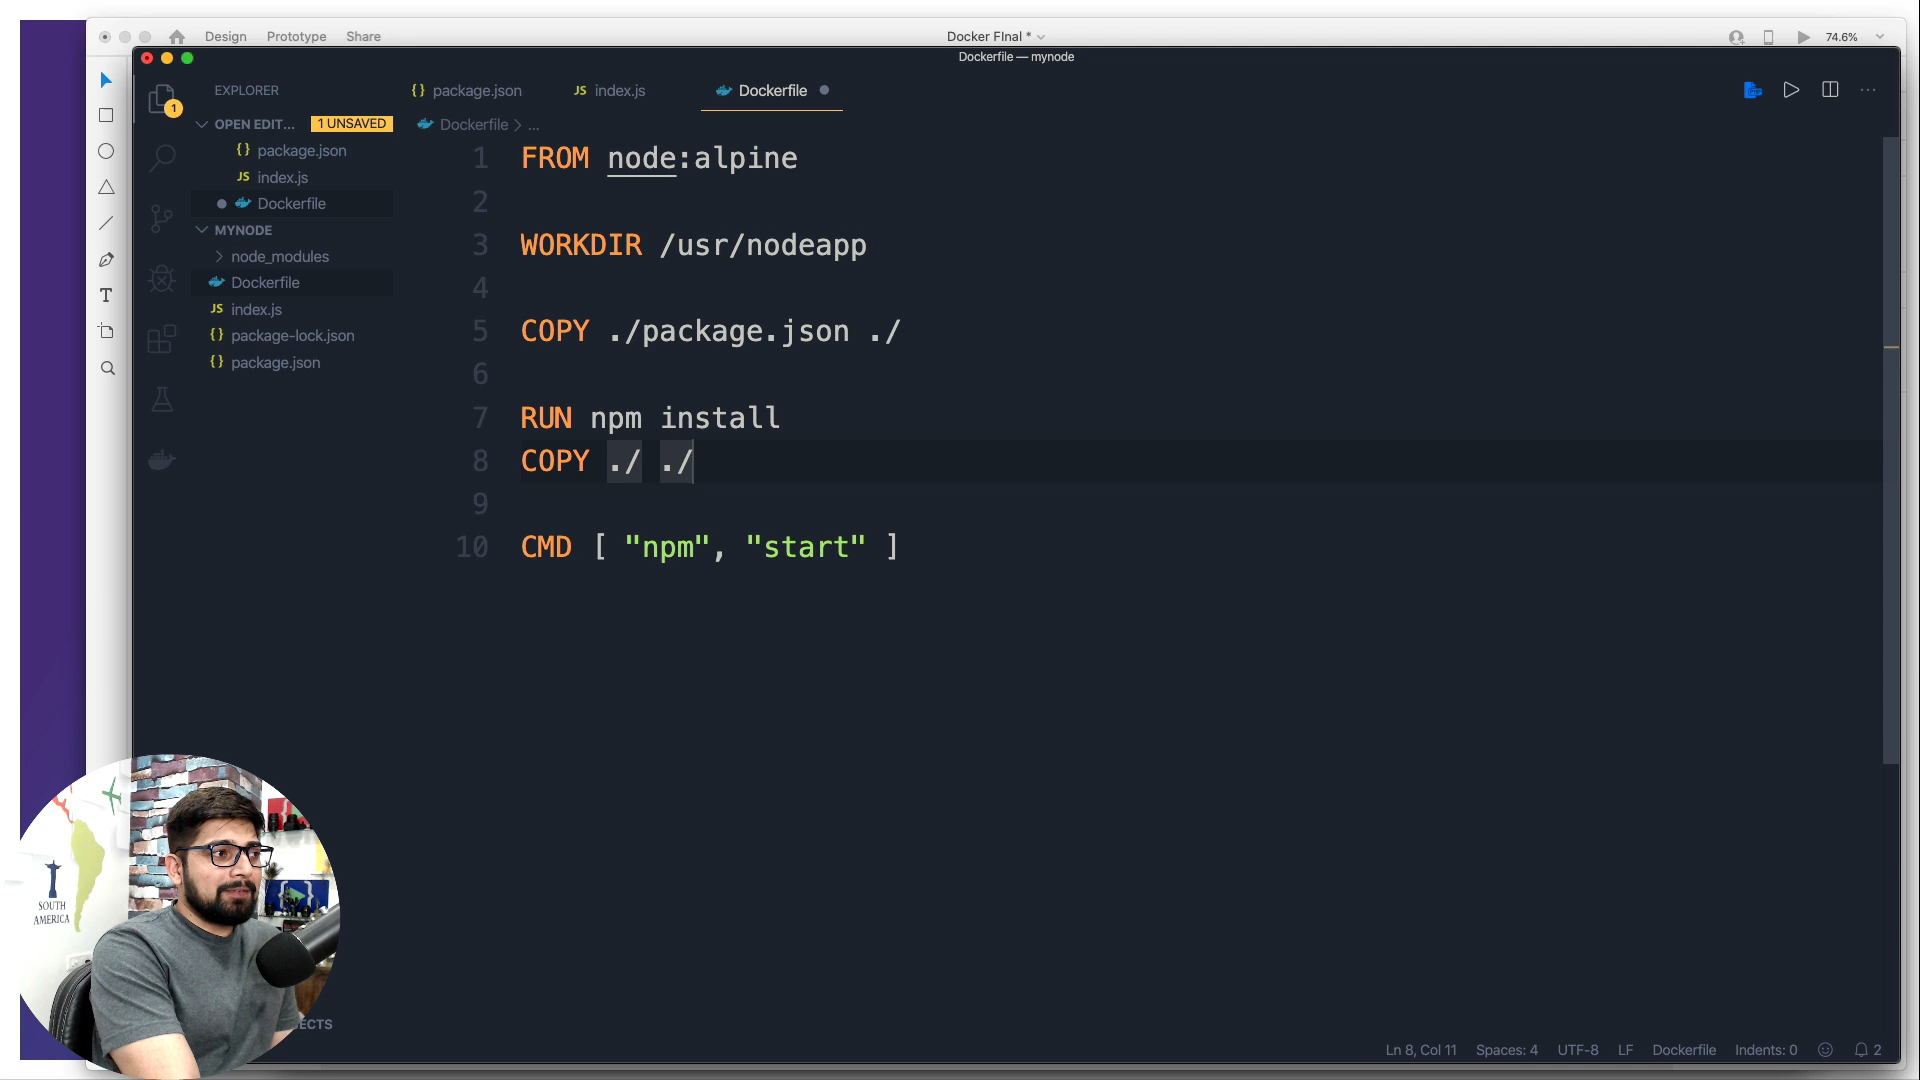 Design Prototype Share Docker FInal * 74.6%
Dockerfile — mynode
EXPLORER {} package.json JS index.js Dockerfile
OPEN EDIT... 1 UNSAVED Dockerfile > ...
1
{} package.json
JS index.js
Dockerfile
MYNODE
node_modules
Dockerfile
JS index.js
{} package-lock.json
{} package.json
1 FROM node:alpine
2
3 WORKDIR /usr/nodeapp
4
5 COPY ./package.json ./
6
7 RUN npm install
8 COPY ./ ./
9
10 CMD [ "npm", "start" ]
SOUTH
AMERICA
ECTS
Ln 8, Col 11 Spaces: 4 UTF-8 LF Dockerfile Indents: 0 2